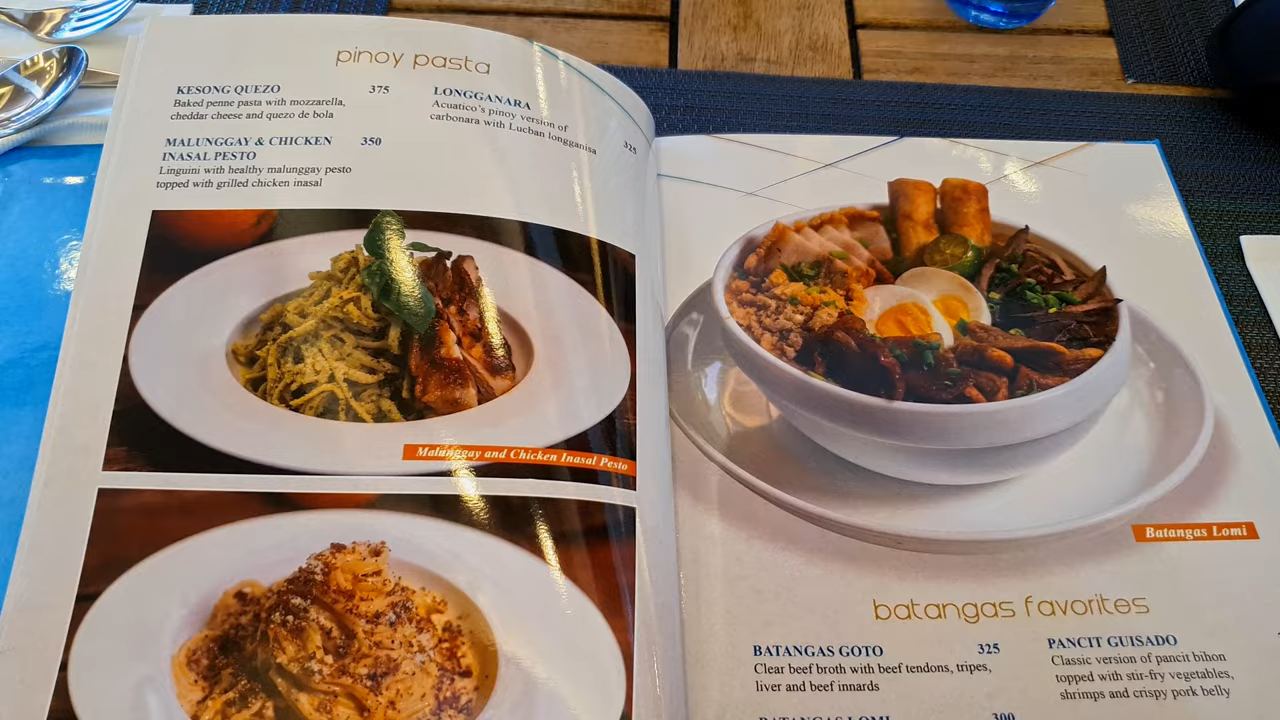 pinoy pasta
KESONG QUEZO 375
Baked penne pasta with mozzarella,
cheddar cheese and quezo de bola
MALUNGGAY & CHICKEN 350
INASAL PESTO
Linguini with healthy malunggay pesto
topped with grilled chicken inasal
LONGGANARA
Acuatico's pinoy version of
carbonara with Lucban longganisa
325
Malunggay and Chicken Inasal Pesto
Batangas Lomi
batangas favorites
BATANGAS GOTO 325
Clear beef broth with beef tendons, tripes,
liver and beef innards
BATANGAS LOMI 300
PANCIT GUISADO
Classic version of pancit bihon
topped with stir-fry vegetables,
shrimps and crispy pork belly